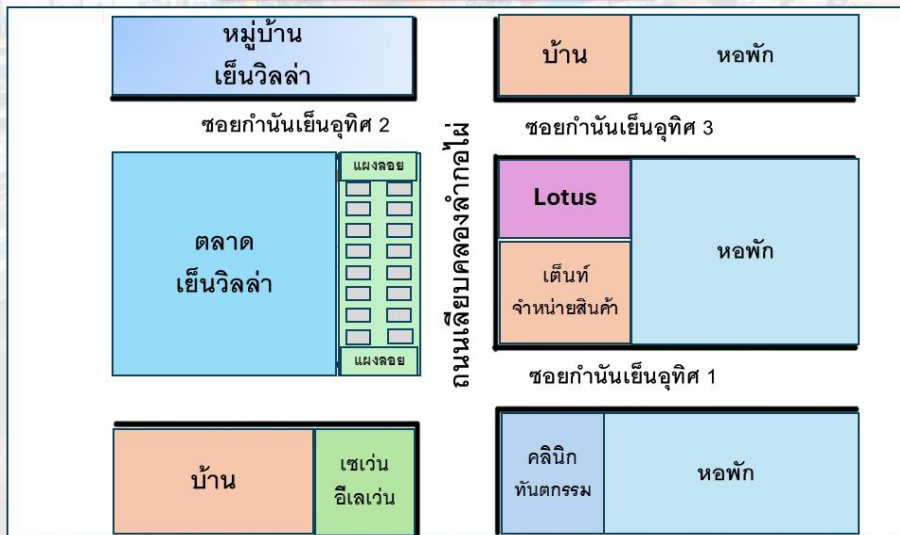 หมู่บ้าน
เย็นวิลล่า
บ้าน
หอพัก
ซอยกำนันเย็นอุทิศ 2
ซอยกำนันเย็นอุทิศ 3
ถนนเลียบคลองลำกอไผ่
ตลาด
เย็นวิลล่า
แผงลอย
แผงลอย
Lotus
เต็นท์
จำหน่ายสินค้า
หอพัก
ซอยกำนันเย็นอุทิศ 1
บ้าน
เซเว่น
อีเลเว่น
คลินิก
ทันตกรรม
หอพัก